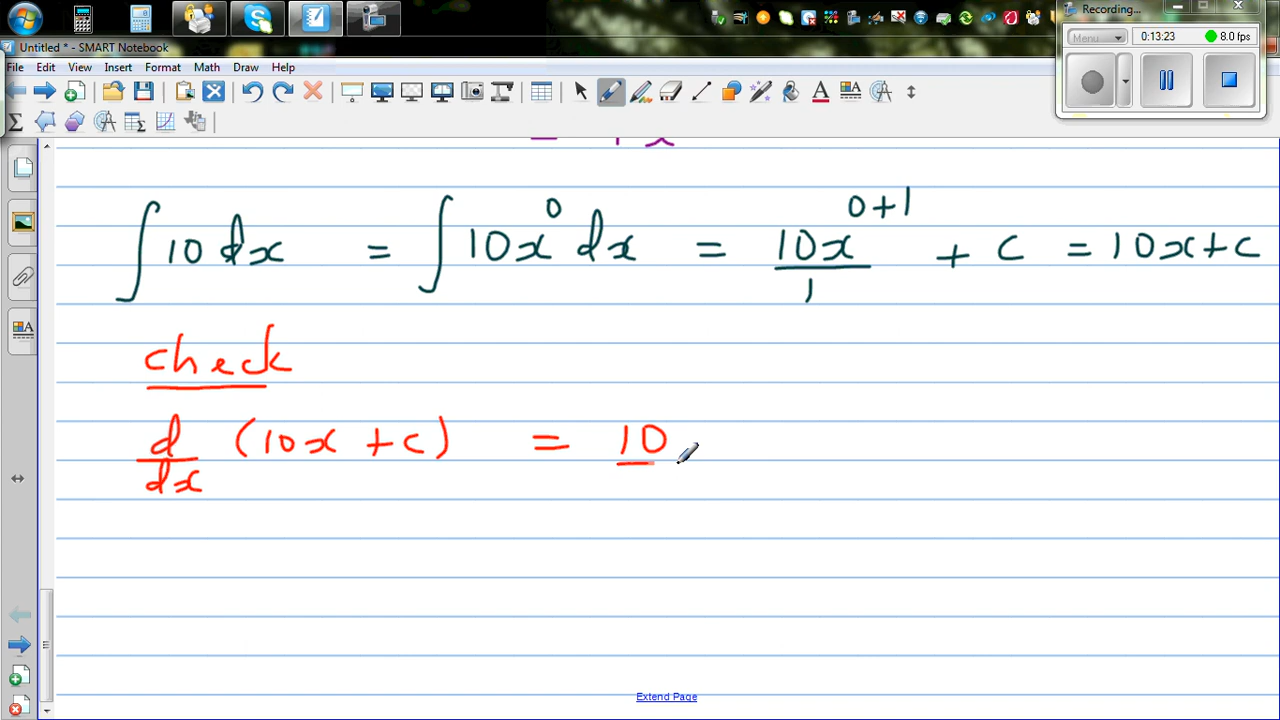 Recording...
Untitled * - SMART Notebook
Menu
0:13:23
8.0 fps
File Edit View Insert Format Math Draw Help
∫ 10 dx = ∫ 10x⁰ dx = 10x⁰⁺¹/1 + c = 10x + c
check
d/dx (10x + c) = 10
Extend Page